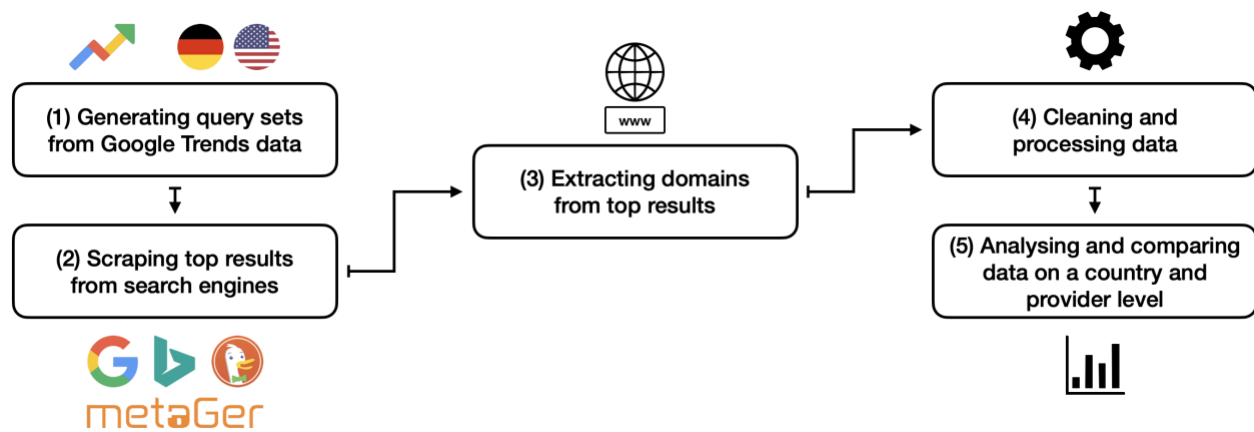 (1) Generating query sets
from Google Trends data
(2) Scraping top results
from search engines
metaGer
www
(3) Extracting domains
from top results
(4) Cleaning and
processing data
(5) Analysing and comparing
data on a country and
provider level